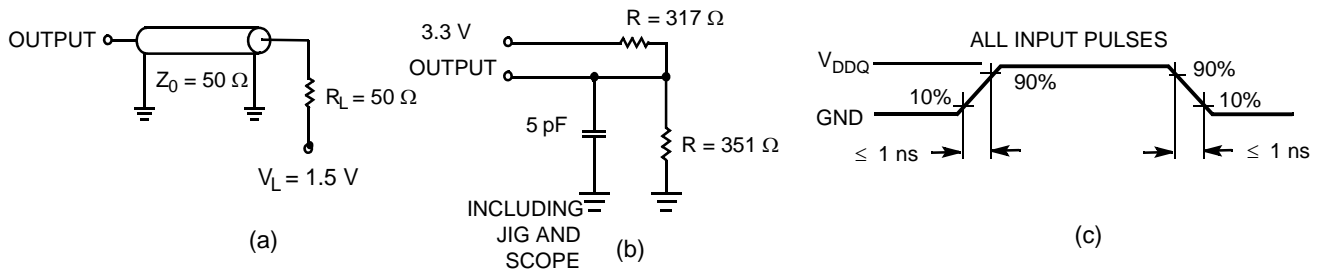 OUTPUT
Z0 = 50 Ω
RL = 50 Ω
VL = 1.5 V
(a)
R = 317 Ω
3.3 V
OUTPUT
5 pF
R = 351 Ω
INCLUDING
JIG AND
SCOPE
(b)
ALL INPUT PULSES
VDDQ
90%
90%
10%
10%
GND
≤ 1 ns
≤ 1 ns
(c)